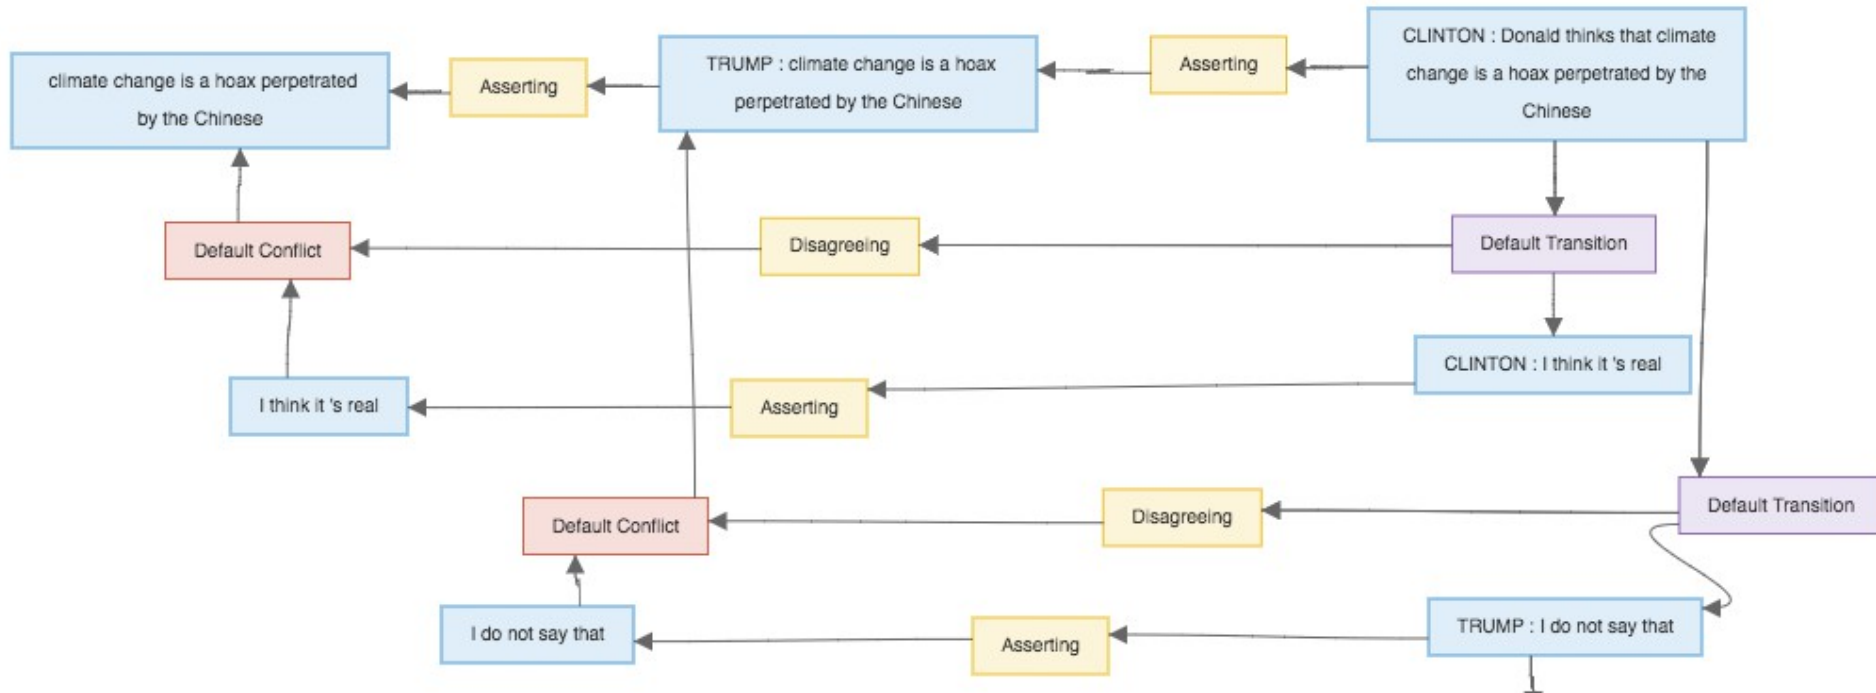 CLINTON : Donald thinks that climate
change is a hoax perpetrated by the
Chinese
Asserting
TRUMP : climate change is a hoax
perpetrated by the Chinese
Asserting
climate change is a hoax perpetrated
by the Chinese
Default Conflict
Disagreeing
Default Transition
CLINTON : I think it 's real
Asserting
I think it 's real
Default Conflict
Disagreeing
Default Transition
I do not say that
Asserting
TRUMP : I do not say that